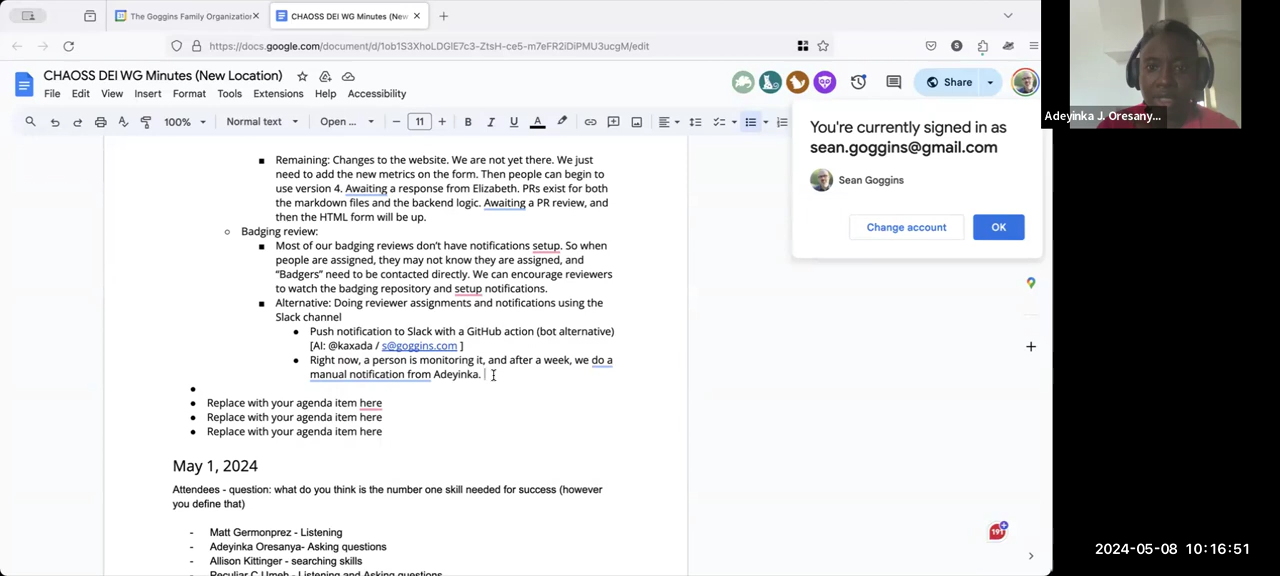 The Goggins Family Organization
CHAOSS DEI WG Minutes (New
https://docs.google.com/document/d/1ob1S3XhoLDGlE7c3-ZtsH-ce5-m7eFR2iDiPMU3ucgM/edit
CHAOSS DEI WG Minutes (New Location)
File Edit View Insert Format Tools Extensions Help Accessibility
Share
100% Normal text Open ... 11 B I U A
You're currently signed in as
sean.goggins@gmail.com
Sean Goggins
Change account OK
Adeyinka J. Oresany...
Remaining: Changes to the website. We are not yet there. We just
need to add the new metrics on the form. Then people can begin to
use version 4. Awaiting a response from Elizabeth. PRs exist for both
the markdown files and the backend logic. Awaiting a PR review, and
then the HTML form will be up.
Badging review:
Most of our badging reviews don't have notifications setup. So when
people are assigned, they may not know they are assigned, and
“Badgers” need to be contacted directly. We can encourage reviewers
to watch the badging repository and setup notifications.
Alternative: Doing reviewer assignments and notifications using the
Slack channel
Push notification to Slack with a GitHub action (bot alternative)
[AI: @kaxada / s@goggins.com ]
Right now, a person is monitoring it, and after a week, we do a
manual notification from Adeyinka.
Replace with your agenda item here
Replace with your agenda item here
Replace with your agenda item here
May 1, 2024
Attendees - question: what do you think is the number one skill needed for success (however
you define that)
- Matt Germonprez - Listening
- Adeyinka Oresanya- Asking questions
- Allison Kittinger - searching skills
- Peculiar C Umeh - Listening and Asking questions
191
2024-05-08 10:16:51